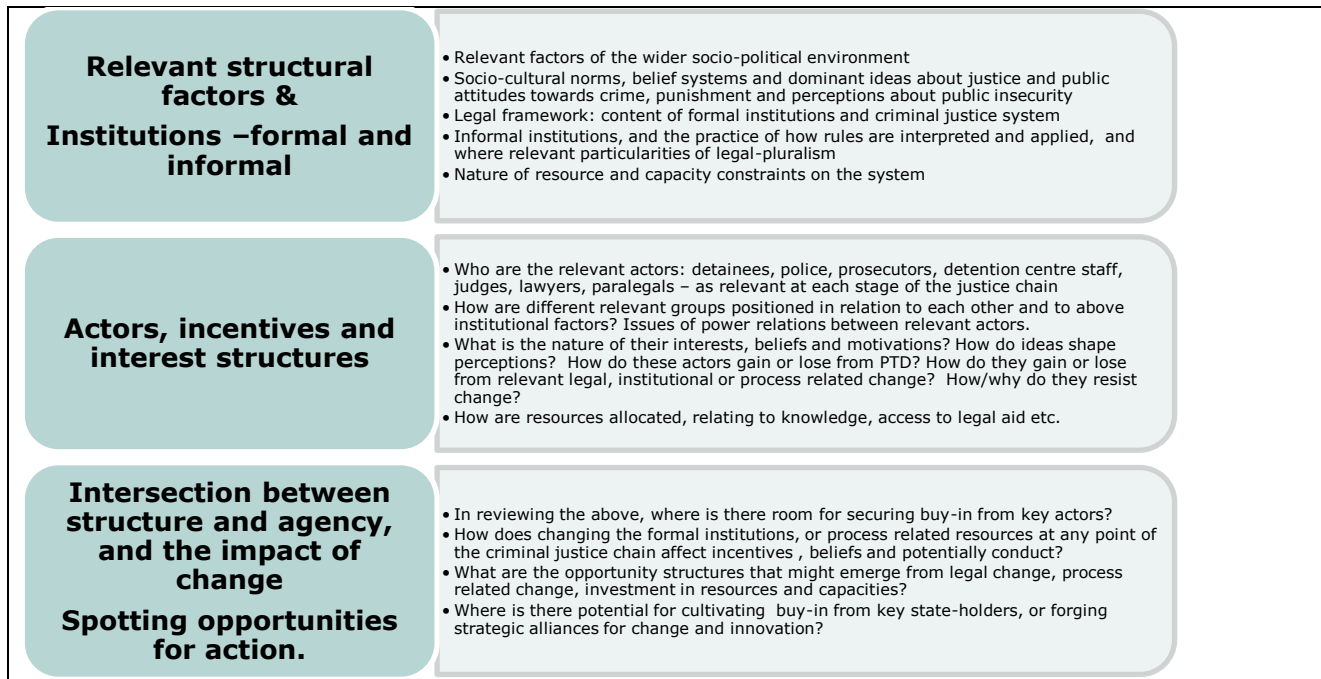 Relevant structural
factors &
Institutions –formal and
informal
• Relevant factors of the wider socio-political environment
• Socio-cultural norms, belief systems and dominant ideas about justice and public
attitudes towards crime, punishment and perceptions about public insecurity
• Legal framework: content of formal institutions and criminal justice system
• Informal institutions, and the practice of how rules are interpreted and applied,  and
where relevant particularities of legal-pluralism
• Nature of resource and capacity constraints on the system
Actors, incentives and
interest structures
• Who are the relevant actors: detainees, police, prosecutors, detention centre staff,
judges, lawyers, paralegals – as relevant at each stage of the justice chain
• How are different relevant groups positioned in relation to each other and to above
institutional factors? Issues of power relations between relevant actors.
• What is the nature of their interests, beliefs and motivations? How do ideas shape
perceptions?  How do these actors gain or lose from PTD? How do they gain or lose
from relevant legal, institutional or process related change?  How/why do they resist
change?
• How are resources allocated, relating to knowledge, access to legal aid etc.
Intersection between
structure and agency,
and the impact of
change
Spotting opportunities
for action.
• In reviewing the above, where is there room for securing buy-in from key actors?
• How does changing the formal institutions, or process related resources at any point of
the criminal justice chain affect incentives , beliefs and potentially conduct?
• What are the opportunity structures that might emerge from legal change, process
related change, investment in resources and capacities?
• Where is there potential for cultivating  buy-in from key state-holders, or forging
strategic alliances for change and innovation?